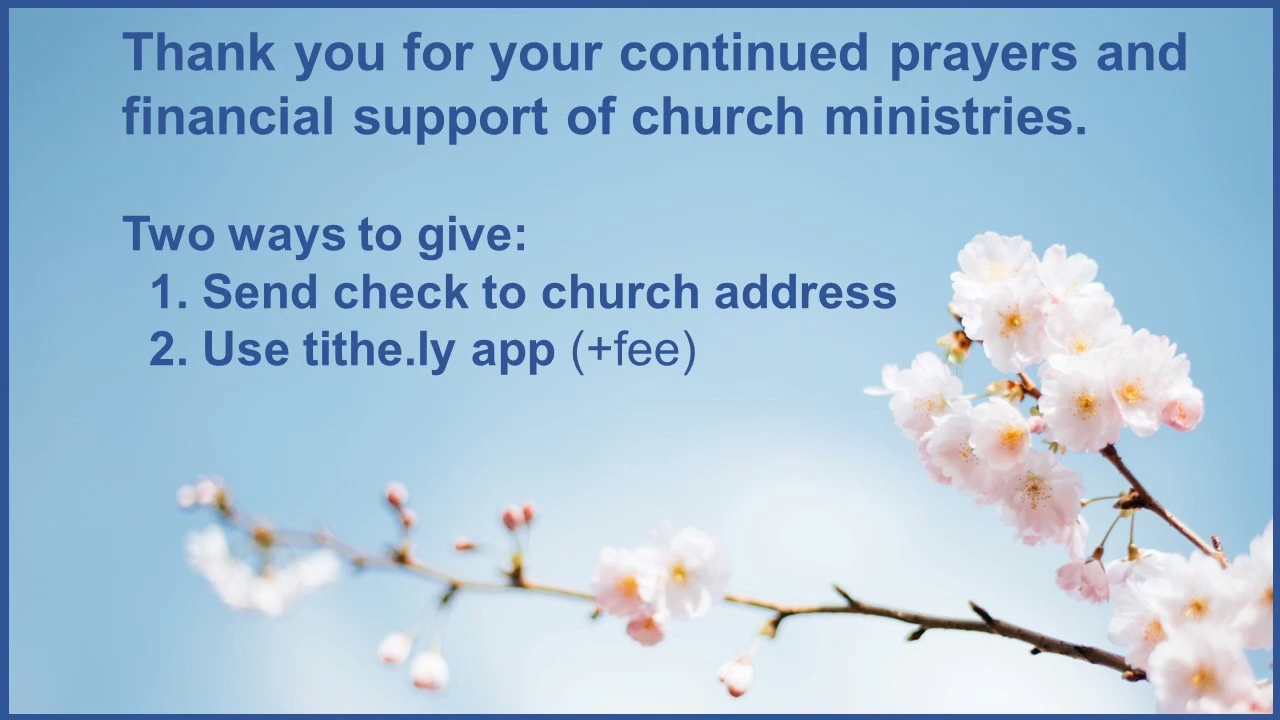 Thank you for your continued prayers and
financial support of church ministries.
Two ways to give:
1. Send check to church address
2. Use tithe.ly app (+fee)